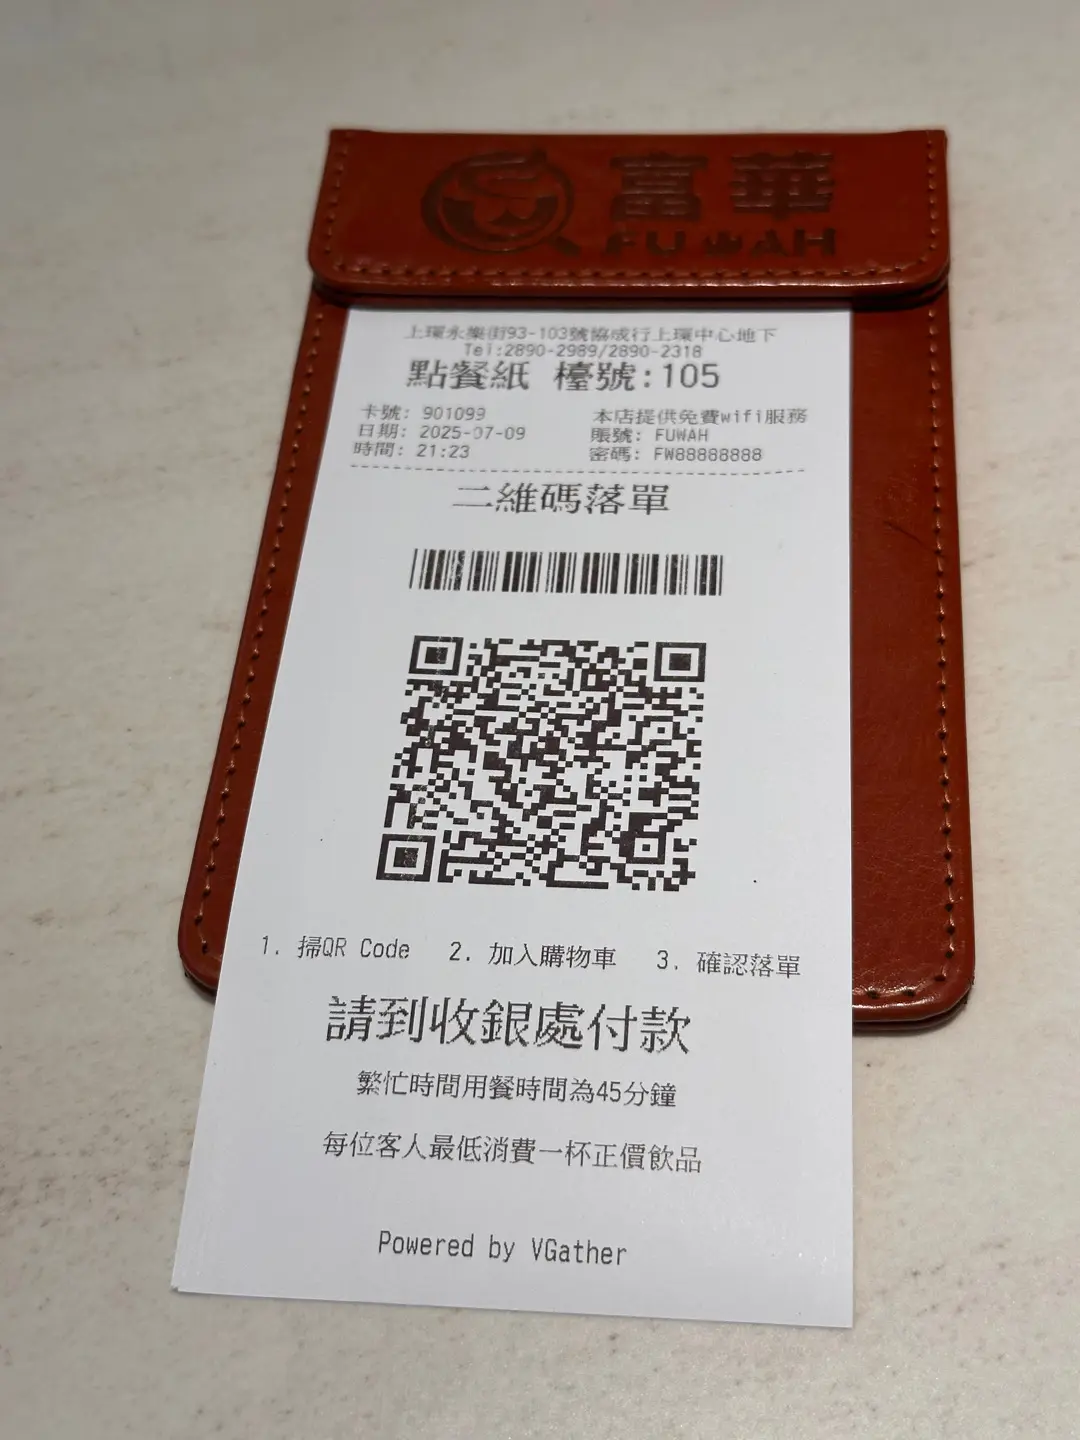 富華
FUWAH
上環永樂街93-103號協成行上環中心地下
Tel:2890-2989/2890-2318
點餐紙 檯號:105
卡號: 901099
本店提供免費wifi服務
日期: 2025-07-09
賬號: FUWAH
時間: 21:23
密碼: FW88888888
二維碼落單
1. 掃QR Code 2. 加入購物車 3. 確認落單
請到收銀處付款
繁忙時間用餐時間為45分鐘
每位客人最低消費一杯正價飲品
Powered by VGather